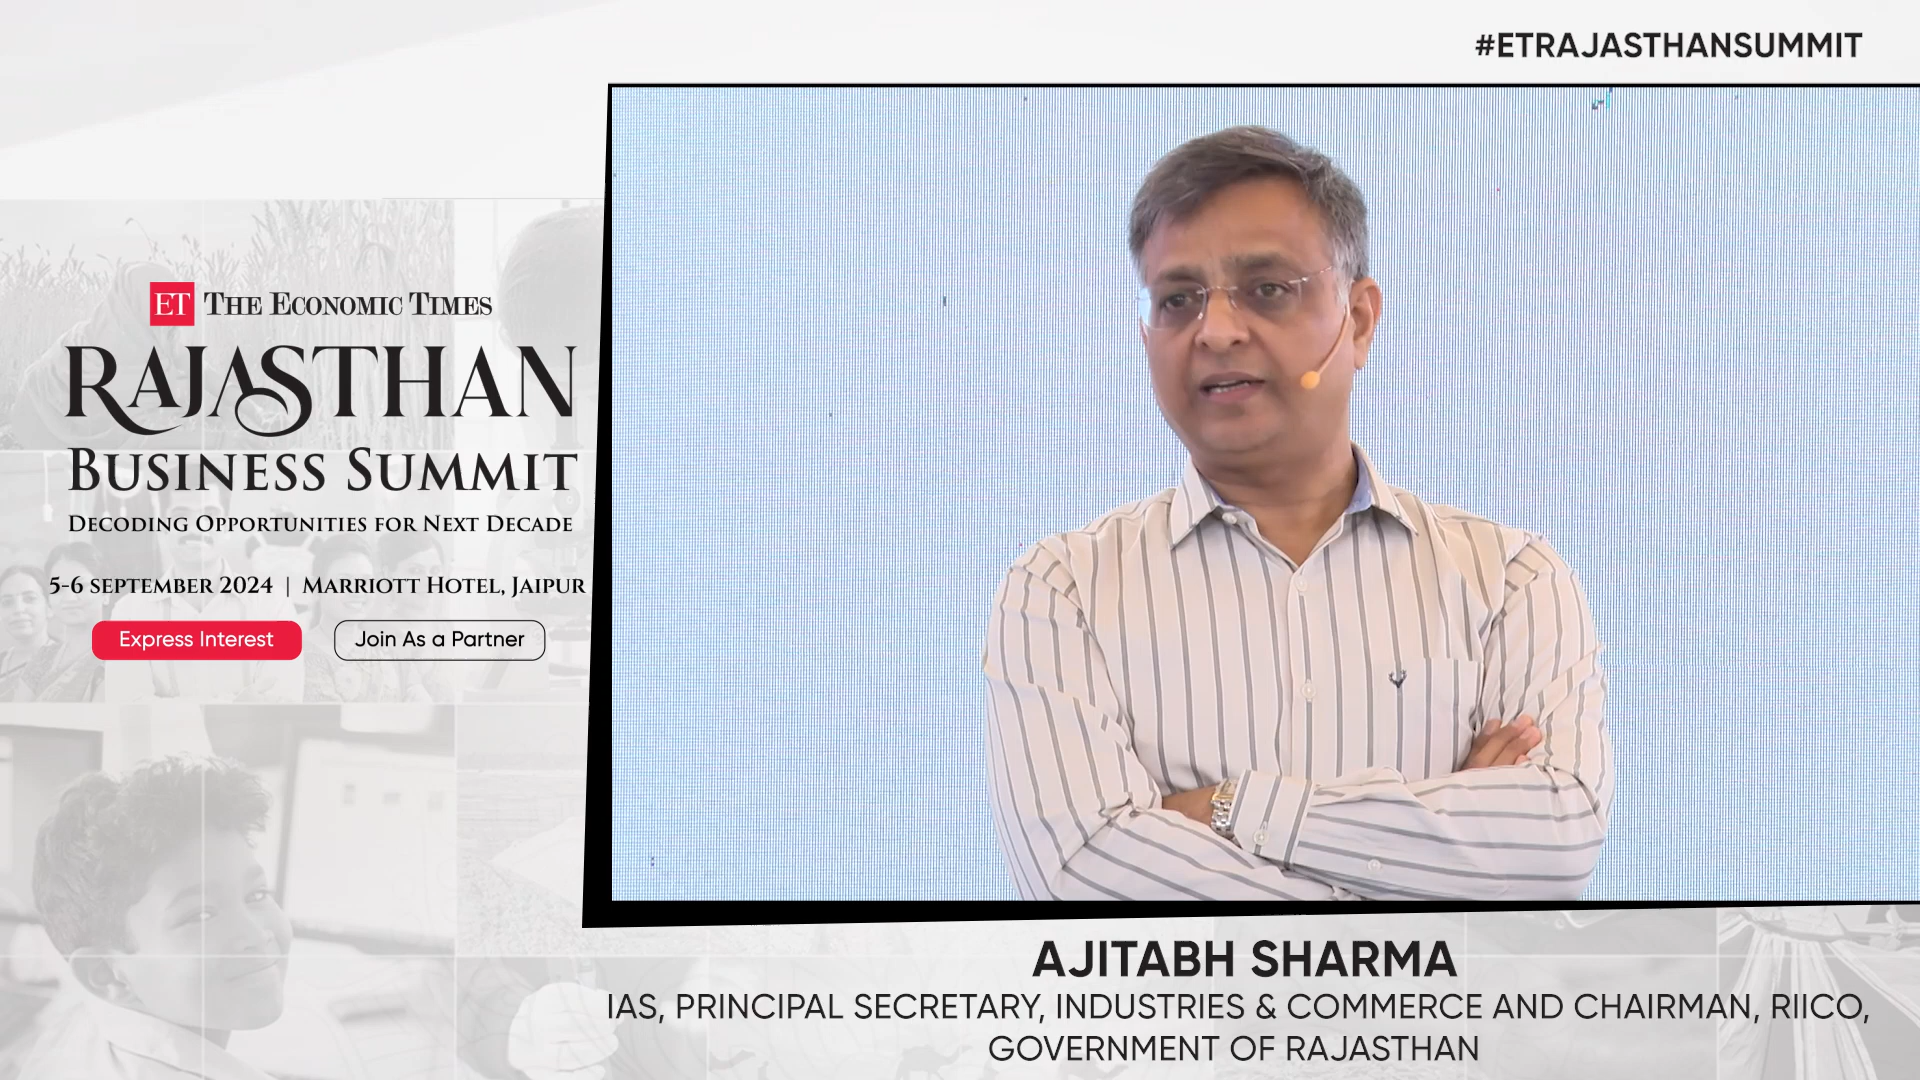 #ETRAJASTHANSUMMIT
ET THE ECONOMIC TIMES
RAJASTHAN
BUSINESS SUMMIT
DECODING OPPORTUNITIES FOR NEXT DECADE
5-6 SEPTEMBER 2024 | MARRIOTT HOTEL, JAIPUR
Express Interest Join As a Partner
AJITABH SHARMA
IAS, PRINCIPAL SECRETARY, INDUSTRIES & COMMERCE AND CHAIRMAN, RIICO,
GOVERNMENT OF RAJASTHAN